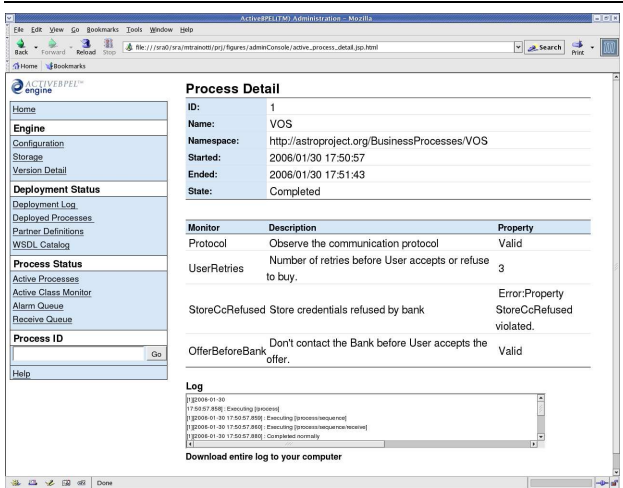 ActiveBPEL(TM) Administration - Mozilla
File Edit View Go Bookmarks Tools Window Help
Back Forward Reload Stop file:///sra0/sra/mtrainotti/prj/figures/adminConsole/active_process_detail.jsp.html Search Print
Home Bookmarks
ACTIVEBPEL™
engine
Home
Engine
Configuration
Storage
Version Detail
Deployment Status
Deployment Log
Deployed Processes
Partner Definitions
WSDL Catalog
Process Status
Active Processes
Active Class Monitor
Alarm Queue
Receive Queue
Process ID
Go
Help
Process Detail
ID: 1
Name: VOS
Namespace: http://astroproject.org/BusinessProcesses/VOS
Started: 2006/01/30 17:50:57
Ended: 2006/01/30 17:51:43
State: Completed
Monitor Description Property
Protocol Observe the communication protocol Valid
UserRetries Number of retries before User accepts or refuse to buy. 3
StoreCcRefused Store credentials refused by bank Error:Property StoreCcRefused violated.
OfferBeforeBank Don't contact the Bank before User accepts the offer. Valid
Log
[1][2006-01-30
17:50:57.858] : Executing [/process]
[1][2006-01-30 17:50:57.859] : Executing [/process/sequence]
[1][2006-01-30 17:50:57.860] : Executing [/process/sequence/receive]
[1][2006-01-30 17:50:57.880] : Completed normally
Download entire log to your computer
Done